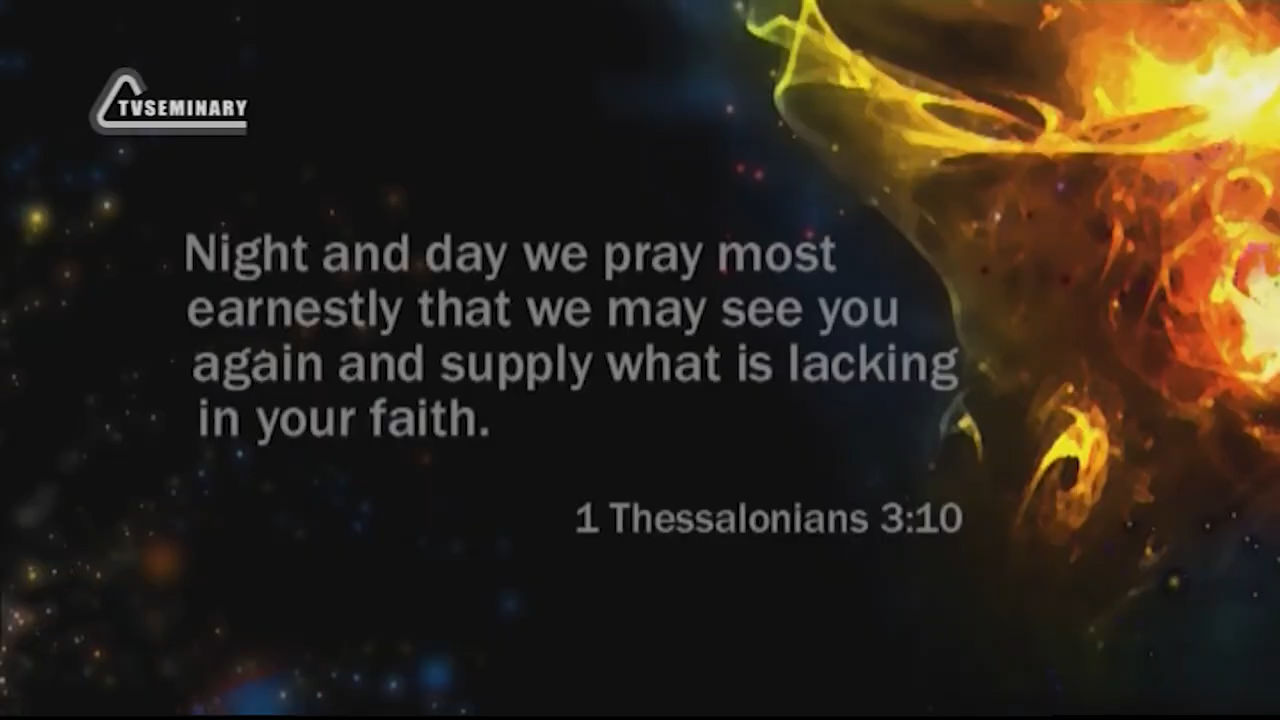 TVSEMINARY
Night and day we pray most
earnestly that we may see you
again and supply what is lacking
in your faith.
1 Thessalonians 3:10